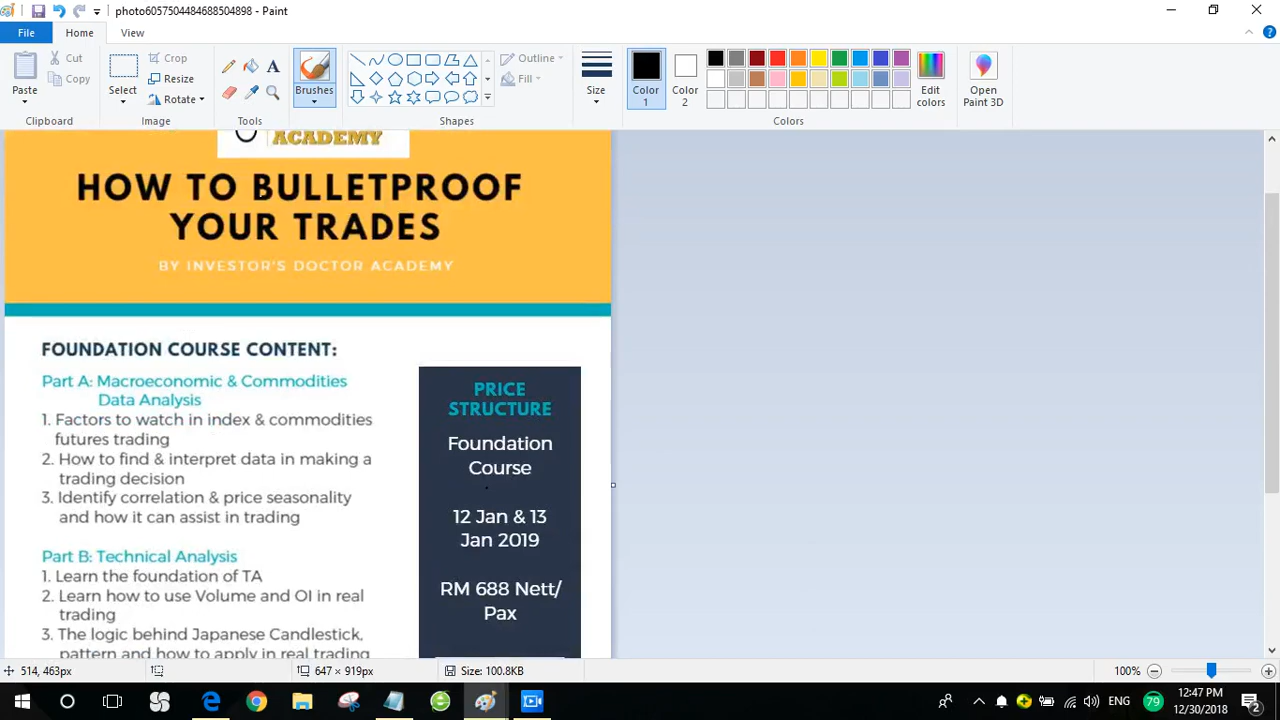 photo6057504484688504898 - Paint
File
Home
View
Paste
Cut
Copy
Clipboard
Select
Crop
Resize
Rotate
Image
Tools
Brushes
Outline
Fill
Shapes
Size
Color 1
Color 2
Edit colors
Colors
Open Paint 3D
ACADEMY
HOW TO BULLETPROOF
YOUR TRADES
BY INVESTOR'S DOCTOR ACADEMY
FOUNDATION COURSE CONTENT:
Part A: Macroeconomic & Commodities
Data Analysis
1. Factors to watch in index & commodities
futures trading
2. How to find & interpret data in making a
trading decision
3. Identify correlation & price seasonality
and how it can assist in trading
Part B: Technical Analysis
1. Learn the foundation of TA
2. Learn how to use Volume and OI in real
trading
3. The logic behind Japanese Candlestick,
pattern and how to apply in real trading
PRICE
STRUCTURE
Foundation
Course
12 Jan & 13
Jan 2019
RM 688 Nett/
Pax
514, 463px
647 × 919px
Size: 100.8KB
100%
ENG
79
12:47 PM
12/30/2018
2